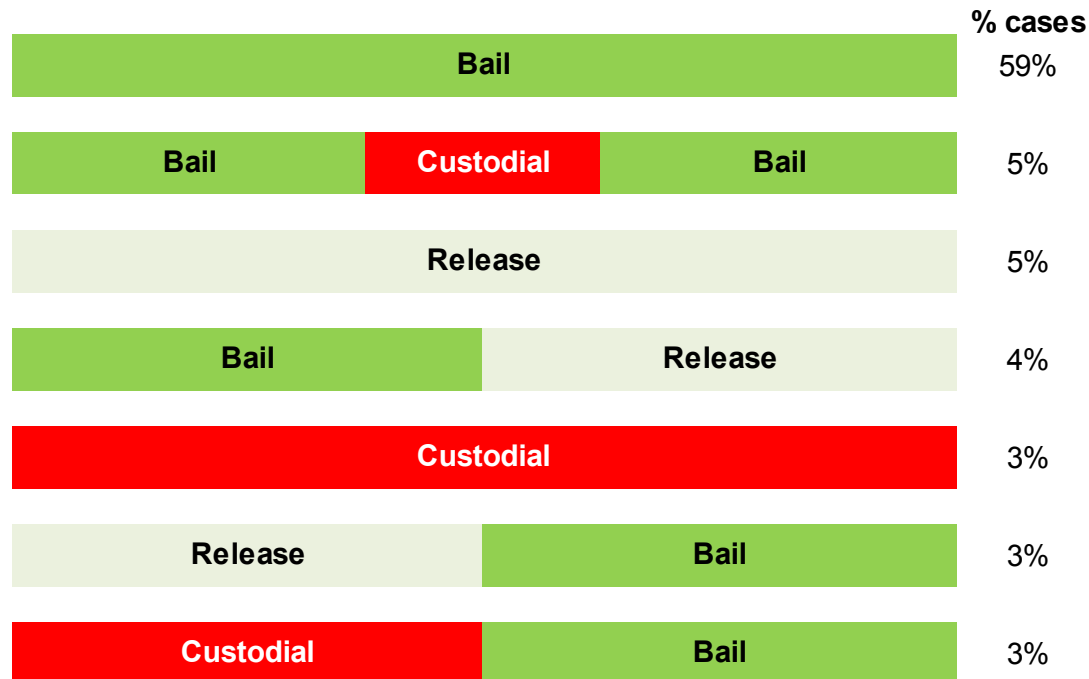 % cases
Bail 59%
Bail Custodial Bail 5%
Release 5%
Bail Release 4%
Custodial 3%
Release Bail 3%
Custodial Bail 3%